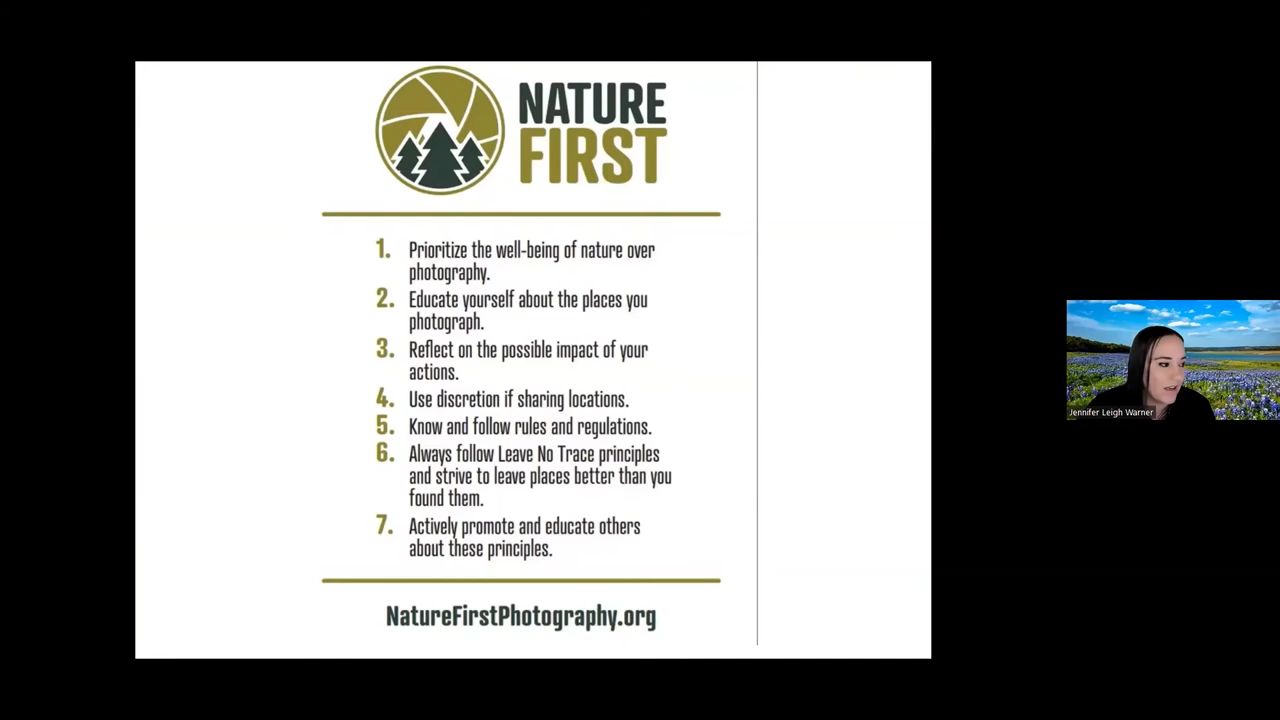 NATURE
FIRST
1. Prioritize the well-being of nature over
photography.
2. Educate yourself about the places you
photograph.
3. Reflect on the possible impact of your
actions.
4. Use discretion if sharing locations.
5. Know and follow rules and regulations.
6. Always follow Leave No Trace principles
and strive to leave places better than you
found them.
7. Actively promote and educate others
about these principles.
NatureFirstPhotography.org
Jennifer Leigh Warner